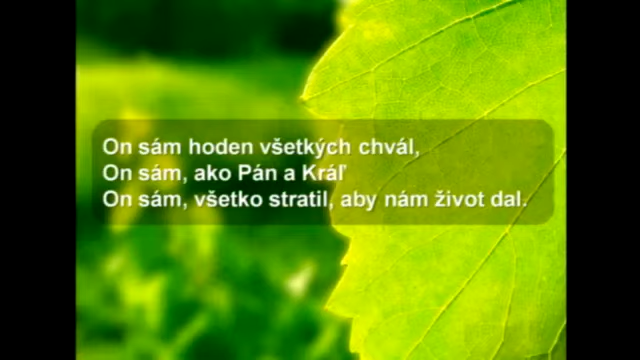 On sám hoden všetkých chvál,
On sám, ako Pán a Kráľ
On sám, všetko stratil, aby nám život dal.